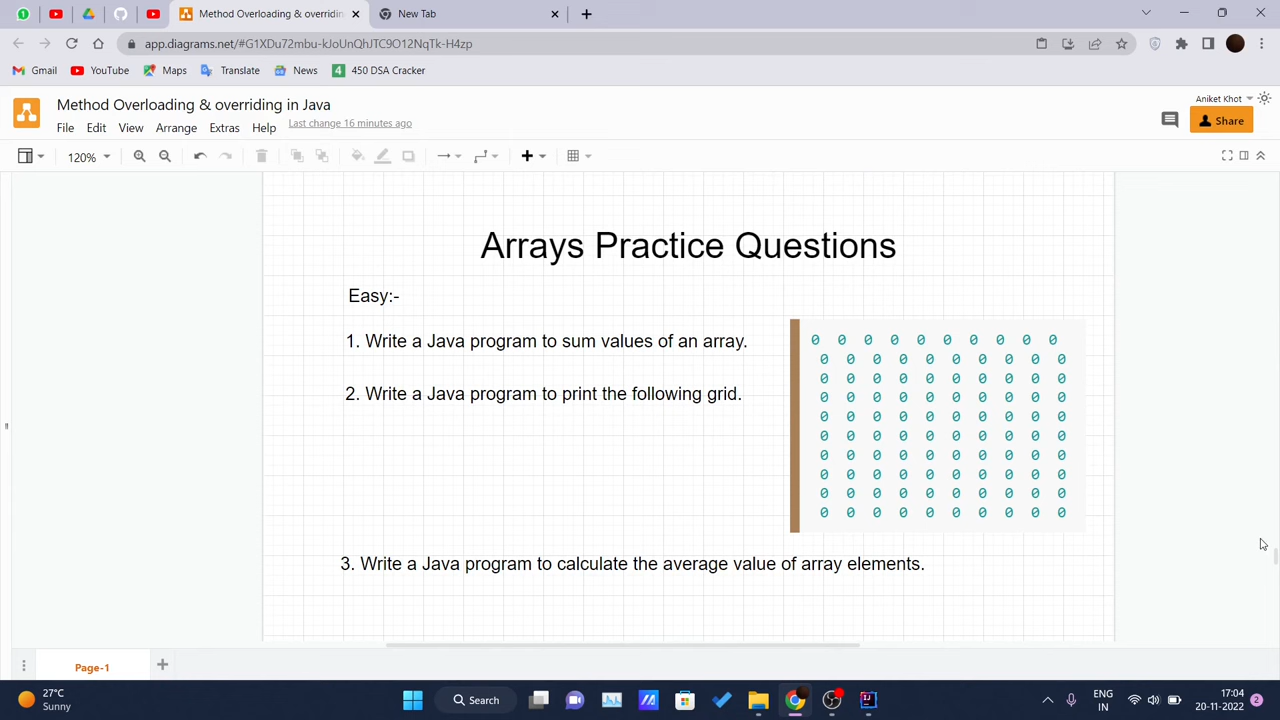 Method Overloading & overridin
New Tab
app.diagrams.net/#G1XDu72mbu-kJoUnQhJTC9O12NqTk-H4zp
Gmail
YouTube
Maps
Translate
News
4 450 DSA Cracker
Method Overloading & overriding in Java
Aniket Khot
File Edit View Arrange Extras Help Last change 16 minutes ago
Share
120%
Arrays Practice Questions
Easy:-
1. Write a Java program to sum values of an array.
2. Write a Java program to print the following grid.
0 0 0 0 0 0 0 0 0 0
0 0 0 0 0 0 0 0 0 0
0 0 0 0 0 0 0 0 0 0
0 0 0 0 0 0 0 0 0 0
0 0 0 0 0 0 0 0 0 0
0 0 0 0 0 0 0 0 0 0
0 0 0 0 0 0 0 0 0 0
0 0 0 0 0 0 0 0 0 0
0 0 0 0 0 0 0 0 0 0
0 0 0 0 0 0 0 0 0 0
3. Write a Java program to calculate the average value of array elements.
Page-1
27°C
Sunny
Search
ENG
IN
17:04
20-11-2022
2